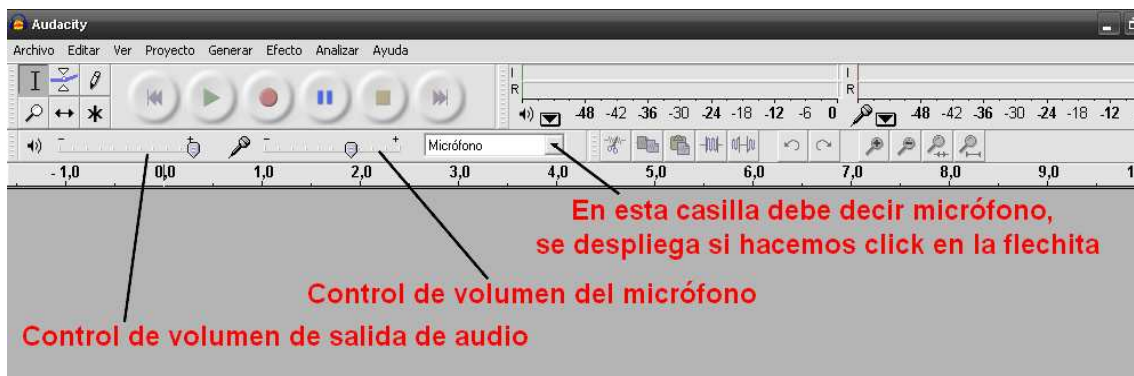 Audacity
Archivo Editar Ver Proyecto Generar Efecto Analizar Ayuda
I I
R R
-48 -42 -36 -30 -24 -18 -12 -6 0 -48 -42 -36 -30 -24 -18 -12
- + - + Micrófono
- 1,0 0,0 1,0 2,0 3,0 4,0 5,0 6,0 7,0 8,0 9,0 1
En esta casilla debe decir micrófono,
se despliega si hacemos click en la flechita
Control de volumen del micrófono
Control de volumen de salida de audio